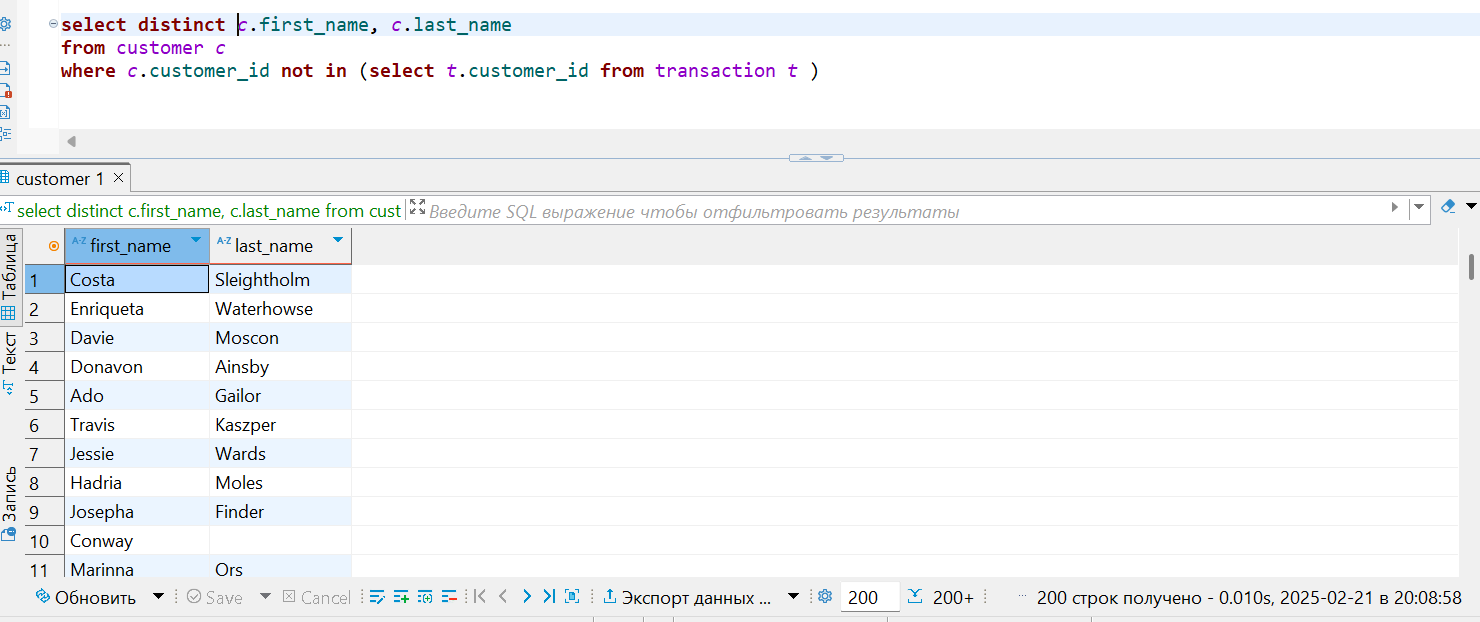 select distinct c.first_name, c.last_name
from customer c
where c.customer_id not in (select t.customer_id from transaction t )
customer 1
select distinct c.first_name, c.last_name from cust
Введите SQL выражение чтобы отфильтровать результаты
Таблица
Текст
Запись
A-Z first_name A-Z last_name
1 Costa Sleightholm
2 Enriqueta Waterhowse
3 Davie Moscon
4 Donavon Ainsby
5 Ado Gailor
6 Travis Kaszper
7 Jessie Wards
8 Hadria Moles
9 Josepha Finder
10 Conway
11 Marinna Ors
Обновить Save Cancel Экспорт данных ... 200 200+ 200 строк получено - 0.010s, 2025-02-21 в 20:08:58